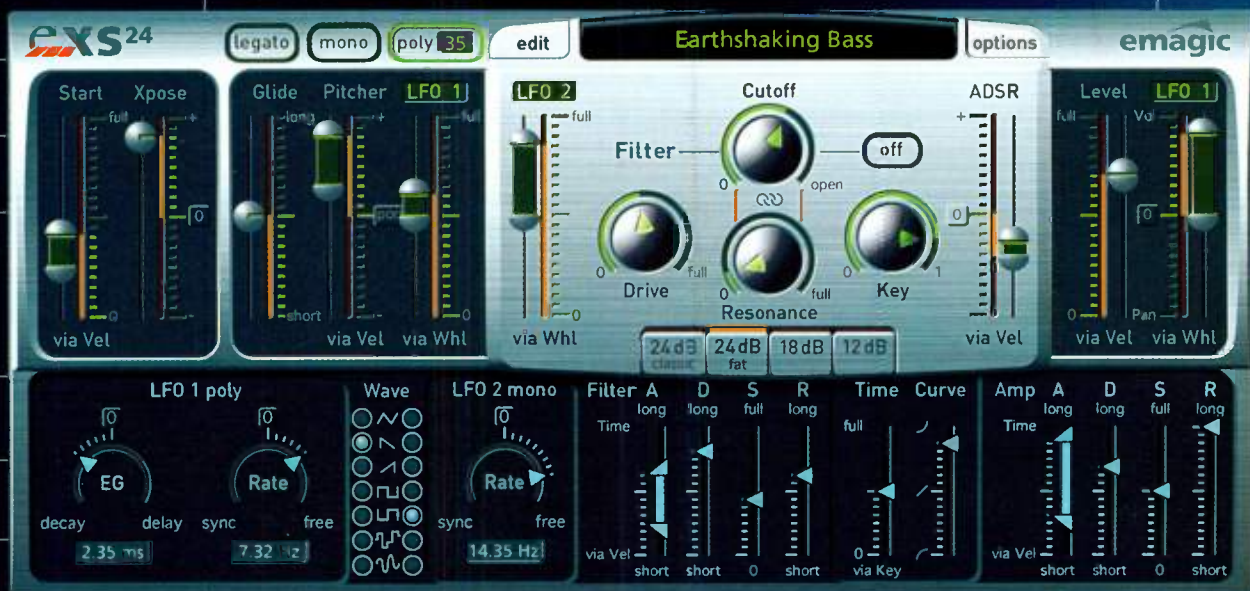 exs24
legato mono poly 35 edit Earthshaking Bass options emagic
Start Xpose Glide Pitcher LFO 1 LFO 2 Cutoff ADSR Level LFO 1
full + long + full full + full Vol
Filter off
0 open
0 0 0
0 full 0 1
Drive Key
0 full
Resonance
0 - short - 0 0 - 0 Pan
via Vel via Vel via Whl via Whl via Vel via Vel
24dB 24dB 18dB 12dB
classic fat
LFO 1 poly Wave LFO 2 mono Filter A D S R Time Curve Amp A D S R
long long full long long long full long
0 0 0 Time full Time
EG Rate Rate
decay delay sync free sync free
2.35 ms 7.32 Hz 14.35 Hz via Vel 0 via Vel
short short 0 short via Key short short 0 short